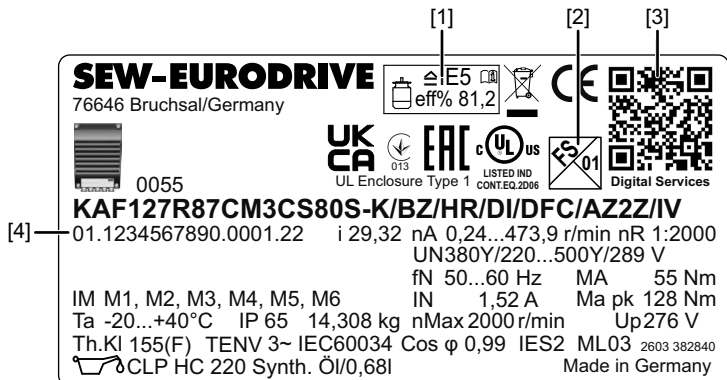 [1] [2] [3]
SEW-EURODRIVE
76646 Bruchsal/Germany
≙IE5
eff% 81,2
CE
0055
UK
CA
013
EAC
c UL us
LISTED IND
CONT.EQ.2D06
UL Enclosure Type 1
FS
01
Digital Services
KAF127R87CM3CS80S-K/BZ/HR/DI/DFC/AZ2Z/IV
[4] 01.1234567890.0001.22 i 29,32 nA 0,24...473,9 r/min nR 1:2000
UN380Y/220...500Y/289 V
fN 50...60 Hz MA 55 Nm
IM M1, M2, M3, M4, M5, M6 IN 1,52 A Ma pk 128 Nm
Ta -20...+40°C IP 65 14,308 kg nMax 2000 r/min Up 276 V
Th.Kl 155(F) TENV 3~ IEC60034 Cos φ 0,99 IES2 ML03 2603 382840
CLP HC 220 Synth. Öl/0,68l Made in Germany